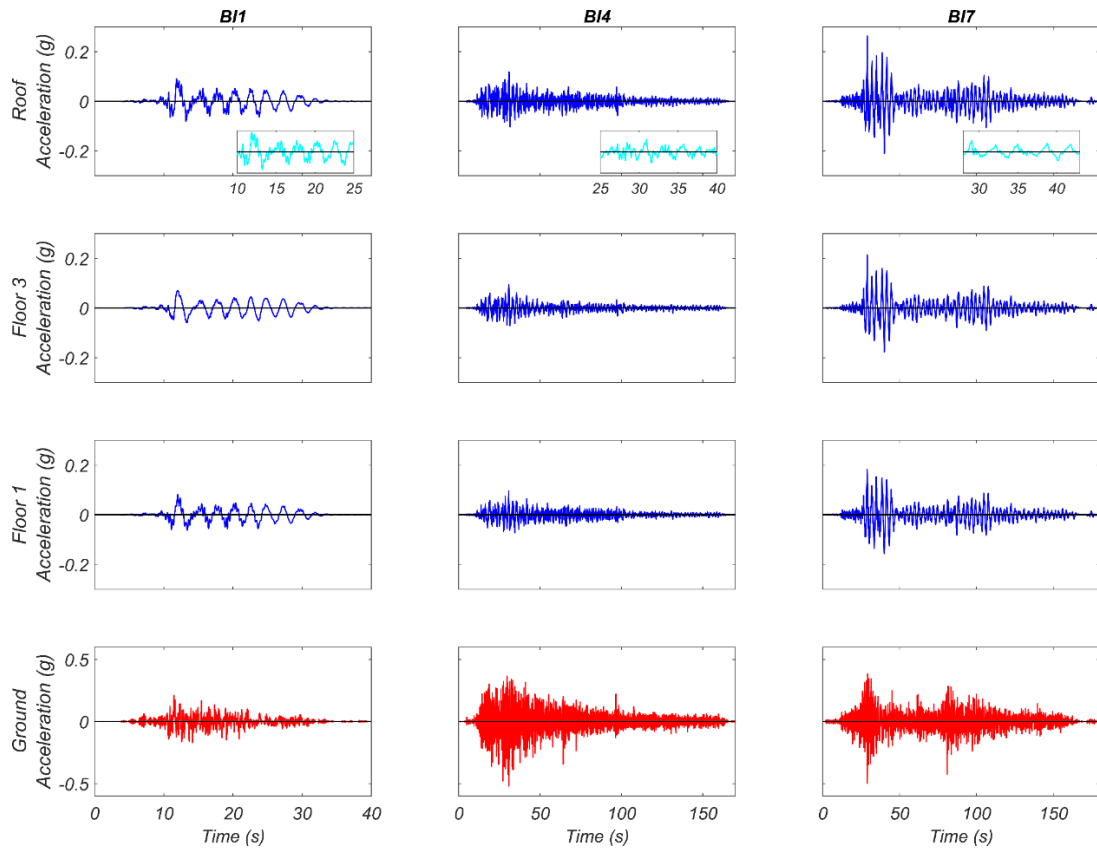 BI1 BI4 BI7
Roof
Acceleration (g)
0.2
0
-0.2
10 15 20 25
25 30 35 40
30 35 40
Floor 3
Acceleration (g)
0.2
0
-0.2
Floor 1
Acceleration (g)
0.2
0
-0.2
Ground
Acceleration (g)
0.5
0
-0.5
0 10 20 30 40
0 50 100 150
0 50 100 150
Time (s) Time (s) Time (s)